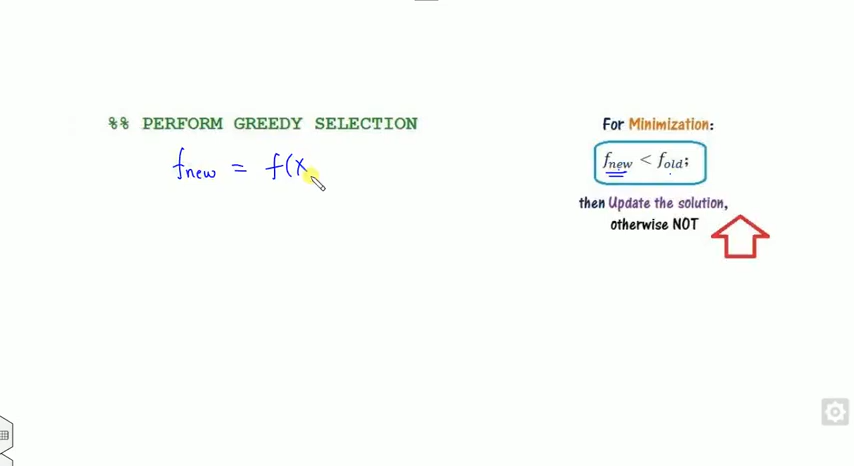 %% PERFORM GREEDY SELECTION
fnew = f(x
For Minimization:
fnew < fold;
then Update the solution,
otherwise NOT